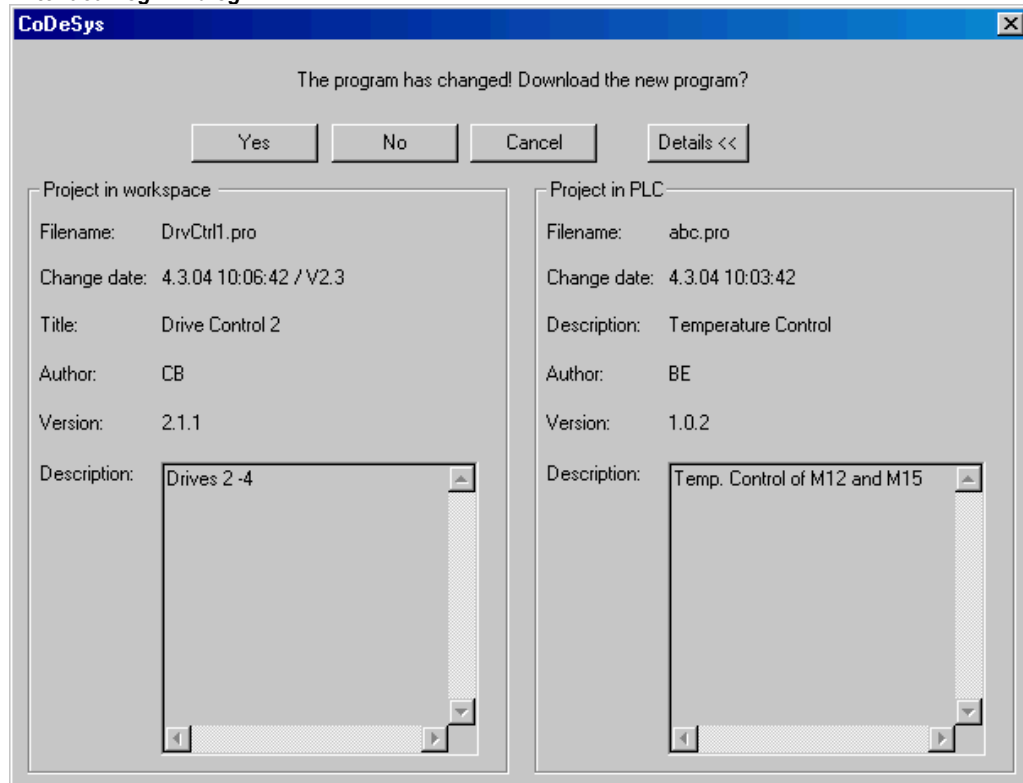 CoDeSys
The program has changed! Download the new program?
Yes No Cancel Details <<
Project in workspace
Filename: DrvCtrl1.pro
Change date: 4.3.04 10:06:42 / V2.3
Title: Drive Control 2
Author: CB
Version: 2.1.1
Description: Drives 2 -4
Project in PLC
Filename: abc.pro
Change date: 4.3.04 10:03:42
Description: Temperature Control
Author: BE
Version: 1.0.2
Description: Temp. Control of M12 and M15